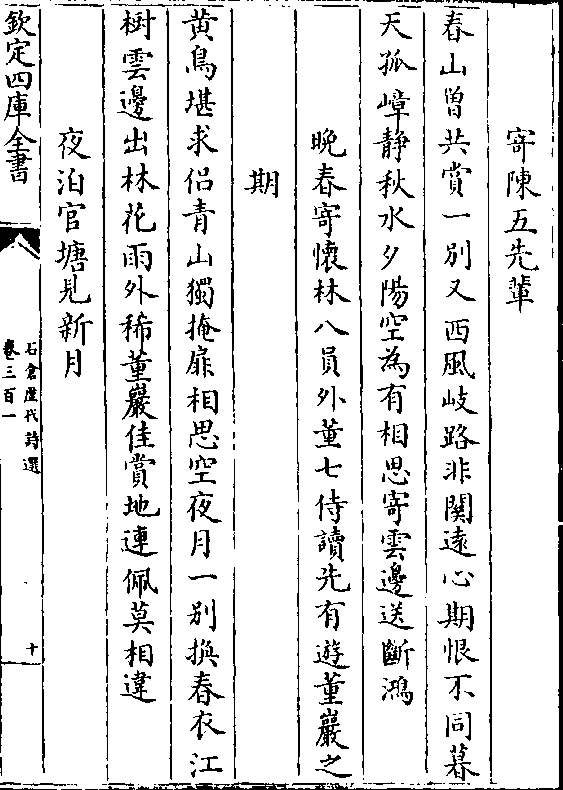 寄陳五先輩
春山曽共賞一別又西風岐路非關遠心期恨不同暮
天孤嶂静秋水夕陽空為有相思寄雲邊送斷鴻
晚春寄懷林八員外董七侍讀先有遊董巖之
期
黄鳥堪求侣青山獨掩扉相思空夜月一别換春衣江
樹雲邊出林花雨外稀董巖佳賞地連佩莫相違
夜泊官塘見新月
欽定四庫全書
石倉歷代詩選
卷三百一
十